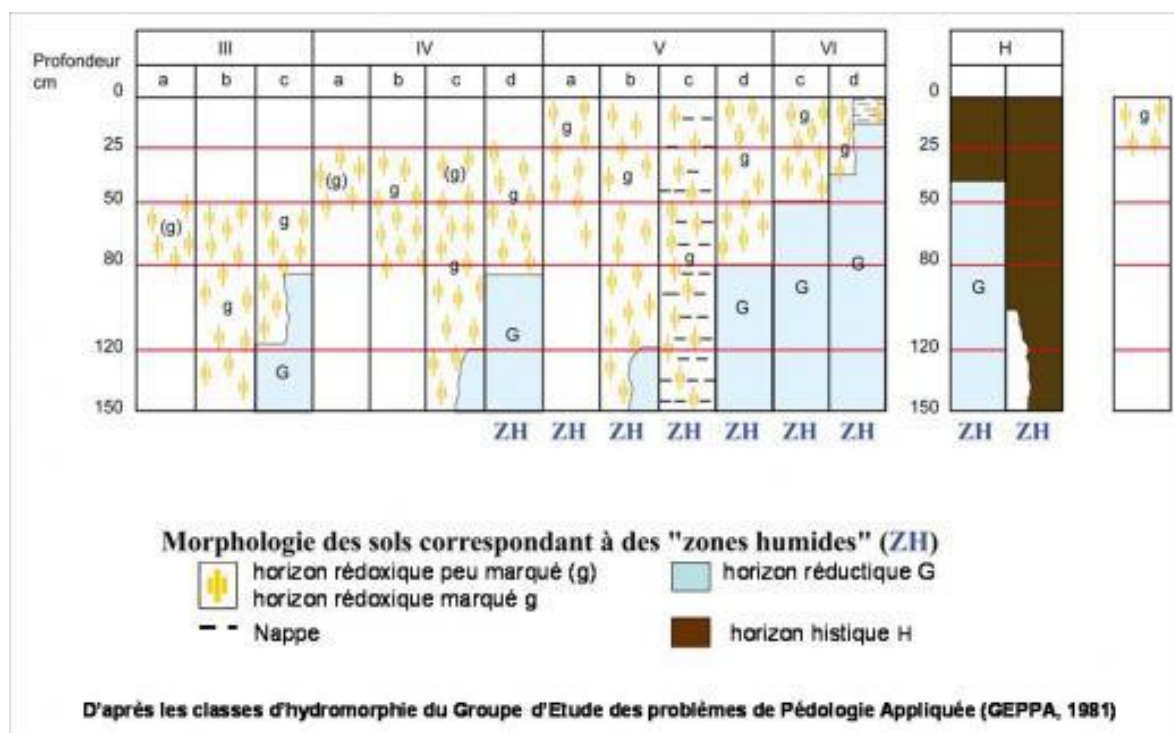 III IV V VI H
Profondeur
cm a b c a b c d a b c d c d
0 0
g g g
25 25
(g) g (g) g g g g
50 50
(g) g g
80 80
g g g G G G G
120 120
G G
150 150
ZH ZH ZH ZH ZH ZH ZH ZH ZH
Morphologie des sols correspondant à des "zones humides" (ZH)
horizon rédoxique peu marqué (g) horizon réductique G
horizon rédoxique marqué g
Nappe horizon histique H
D'après les classes d'hydromorphie du Groupe d'Etude des problèmes de Pédologie Appliquée (GEPPA, 1981)